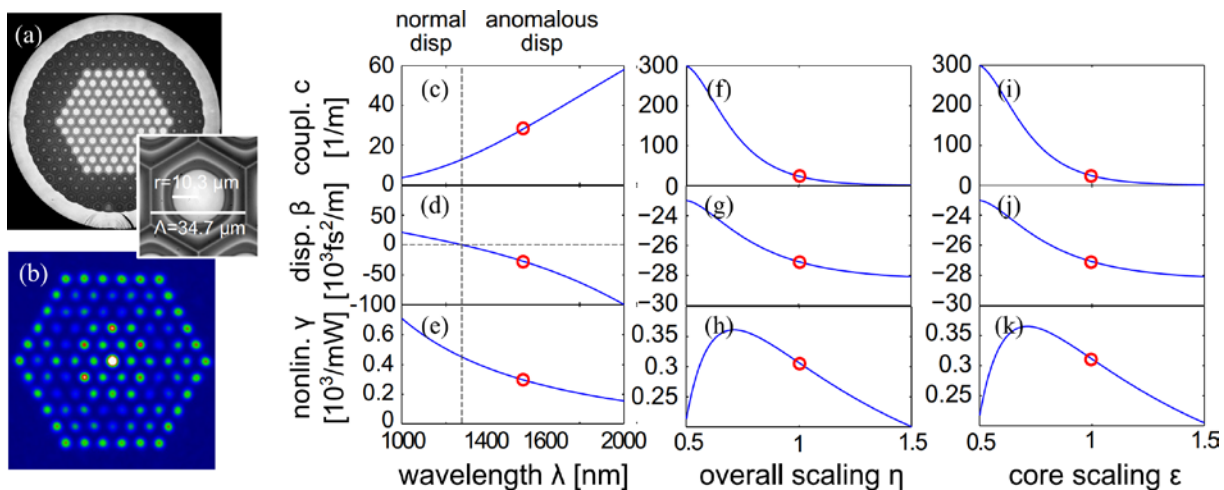 (a)
r=10.3 μm
Λ=34.7 μm
(b)
normal disp
anomalous disp
coupl. c [1/m]
60
40
20
0
(c)
disp. β [10³fs²/m]
50
0
-50
-100
(d)
nonlin. γ [10³/mW]
0.6
0.4
0.2
0
(e)
1000 1400 1600 2000
wavelength λ [nm]
300
200
100
0
(f)
−24
−26
−28
−30
(g)
0.35
0.3
0.25
(h)
0.5 1 1.5
overall scaling η
300
200
100
0
(i)
−24
−26
−28
−30
(j)
0.35
0.3
0.25
(k)
0.5 1 1.5
core scaling ε